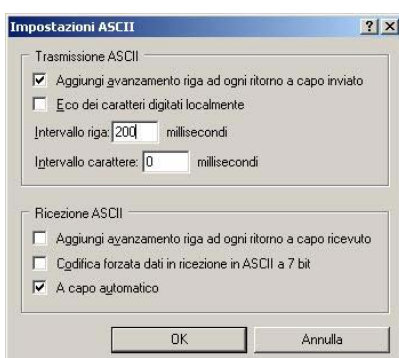 Impostazioni ASCII
Trasmissione ASCII
Aggiungi avanzamento riga ad ogni ritorno a capo inviato
Eco dei caratteri digitati localmente
Intervallo riga: 200 millisecondi
Intervallo carattere: 0 millisecondi
Ricezione ASCII
Aggiungi avanzamento riga ad ogni ritorno a capo ricevuto
Codifica forzata dati in ricezione in ASCII a 7 bit
A capo automatico
OK Annulla